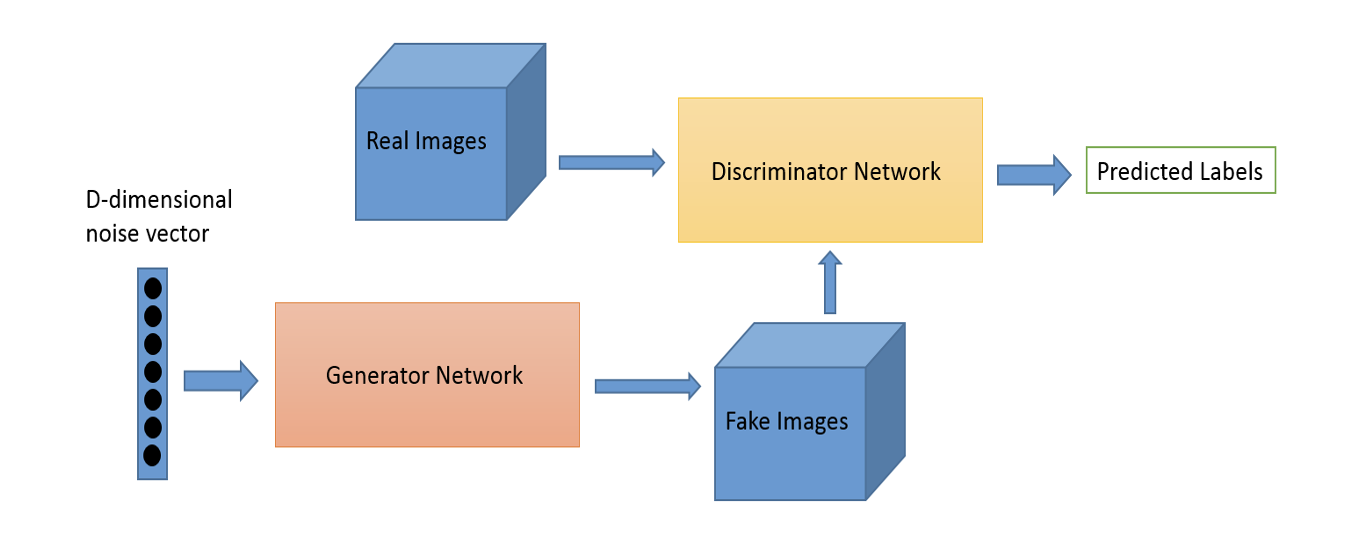 Real Images
Discriminator Network
Predicted Labels
D-dimensional
noise vector
Generator Network
Fake Images